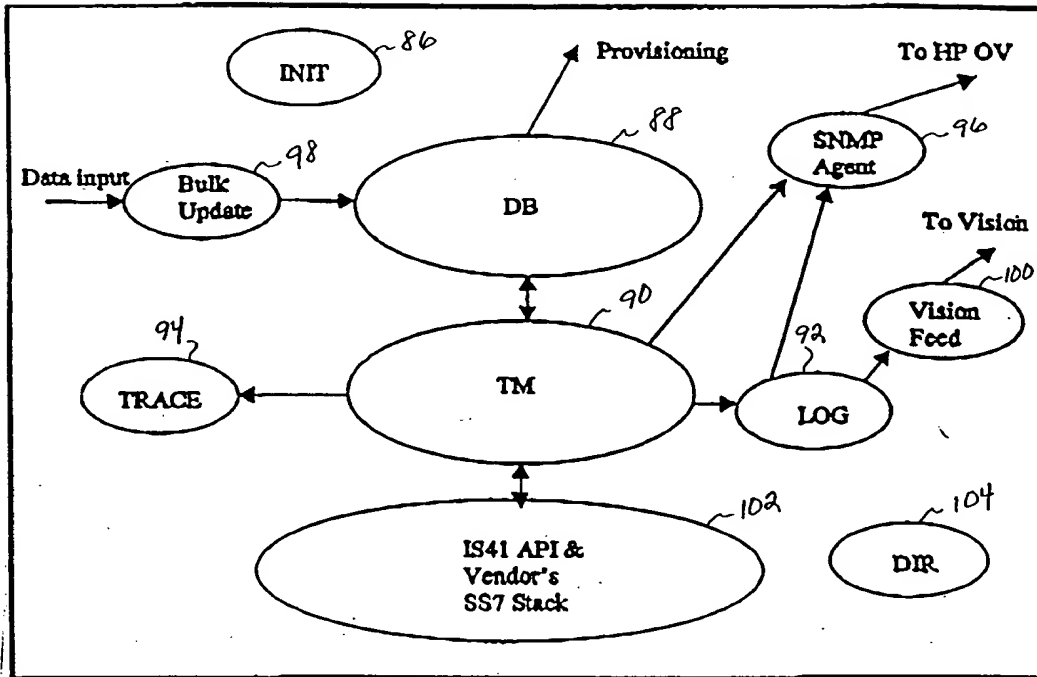 INIT
86
Provisioning
To HP OV
88
SNMP
Agent
96
Data input
Bulk
Update
98
DB
To Vision
90
Vision
Feed
100
94
TRACE
TM
92
LOG
102
IS41 API &
Vendor's
SS7 Stack
104
DIR